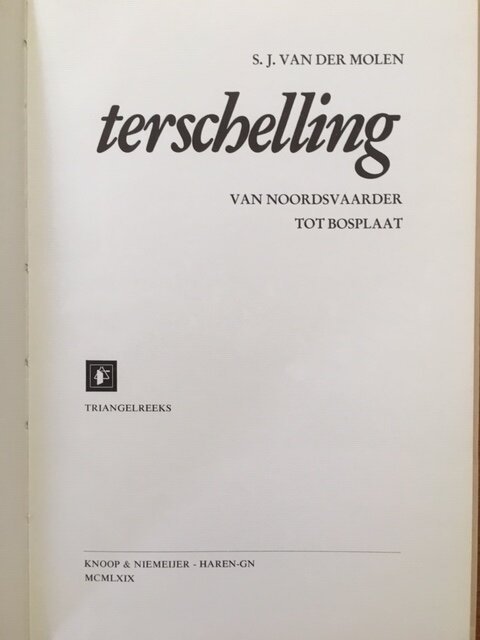 S. J. VAN DER MOLEN
terschelling
VAN NOORDSVAARDER
TOT BOSPLAAT
TRIANGELREEKS
KNOOP & NIEMEIJER - HAREN-GN
MCMLXIX